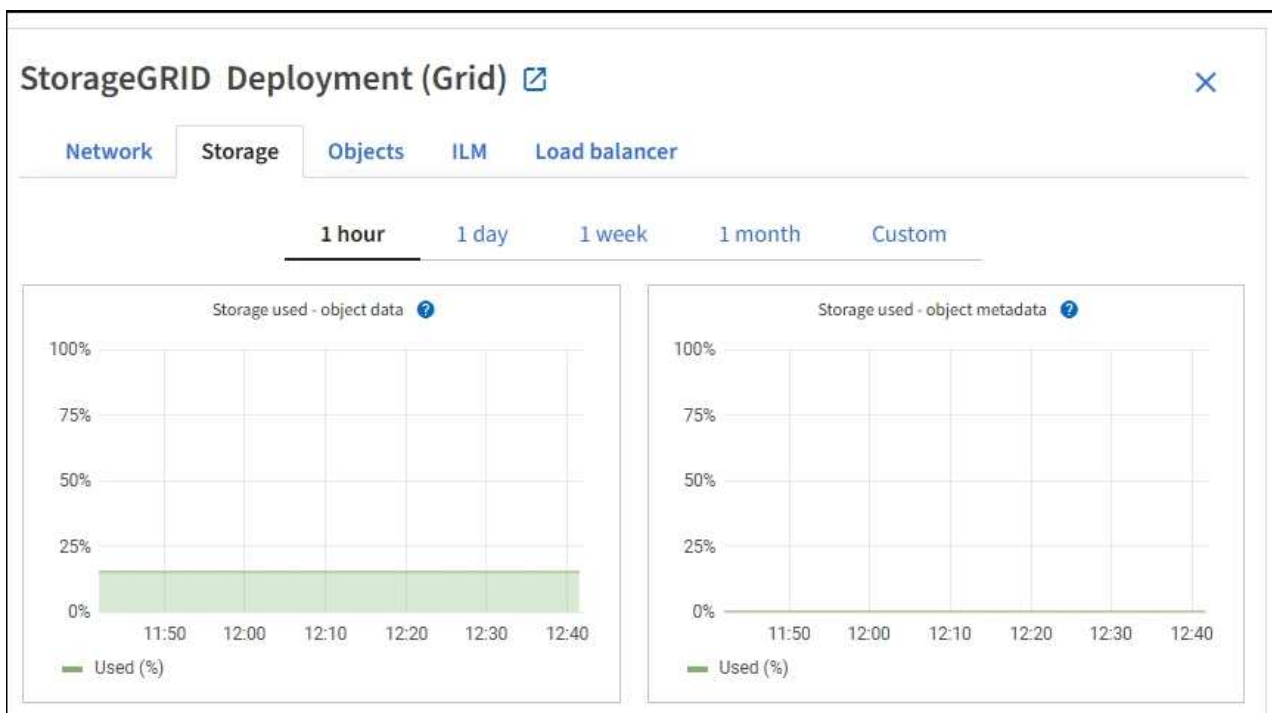 StorageGRID Deployment (Grid)
Network Storage Objects ILM Load balancer
1 hour 1 day 1 week 1 month Custom
Storage used - object data ?
100%
75%
50%
25%
0%
11:50 12:00 12:10 12:20 12:30 12:40
Used (%)
Storage used - object metadata ?
100%
75%
50%
25%
0%
11:50 12:00 12:10 12:20 12:30 12:40
Used (%)